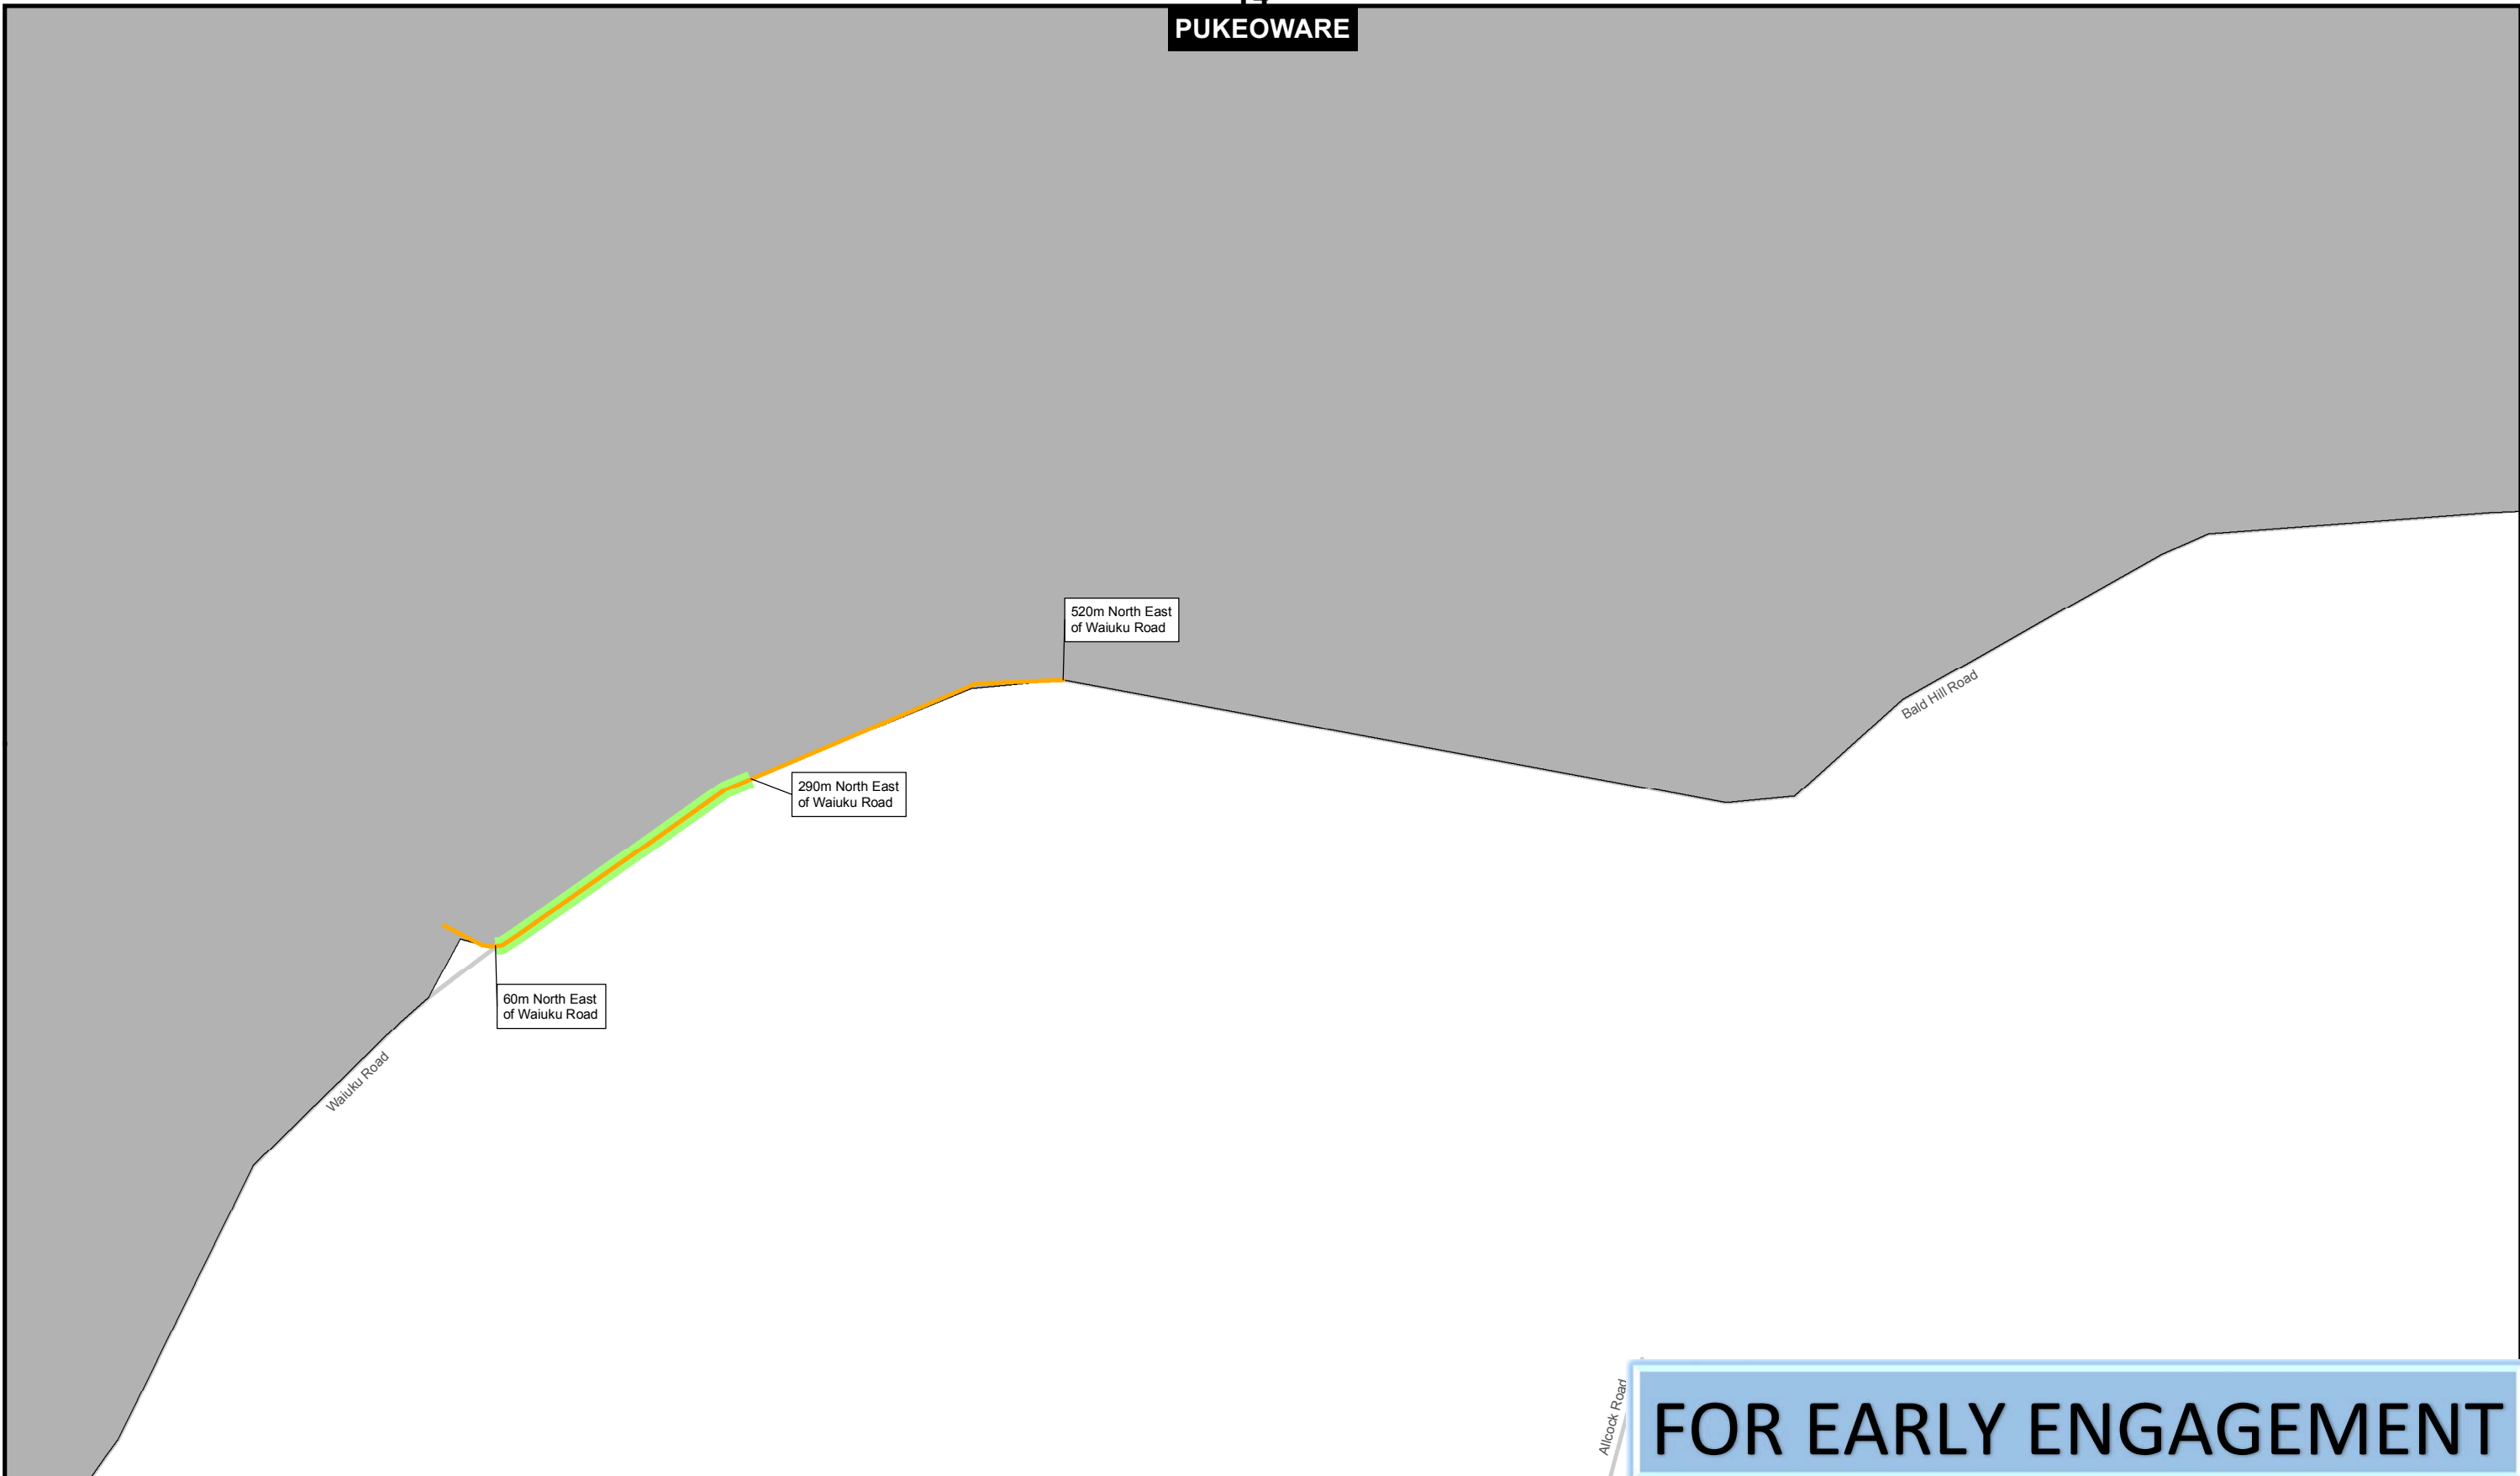 PUKEOWARE
520m North East
of Waiuku Road
Bald Hill Road
290m North East
of Waiuku Road
60m North East
of Waiuku Road
Waiuku Road
Allcock Road
FOR EARLY ENGAGEMENT